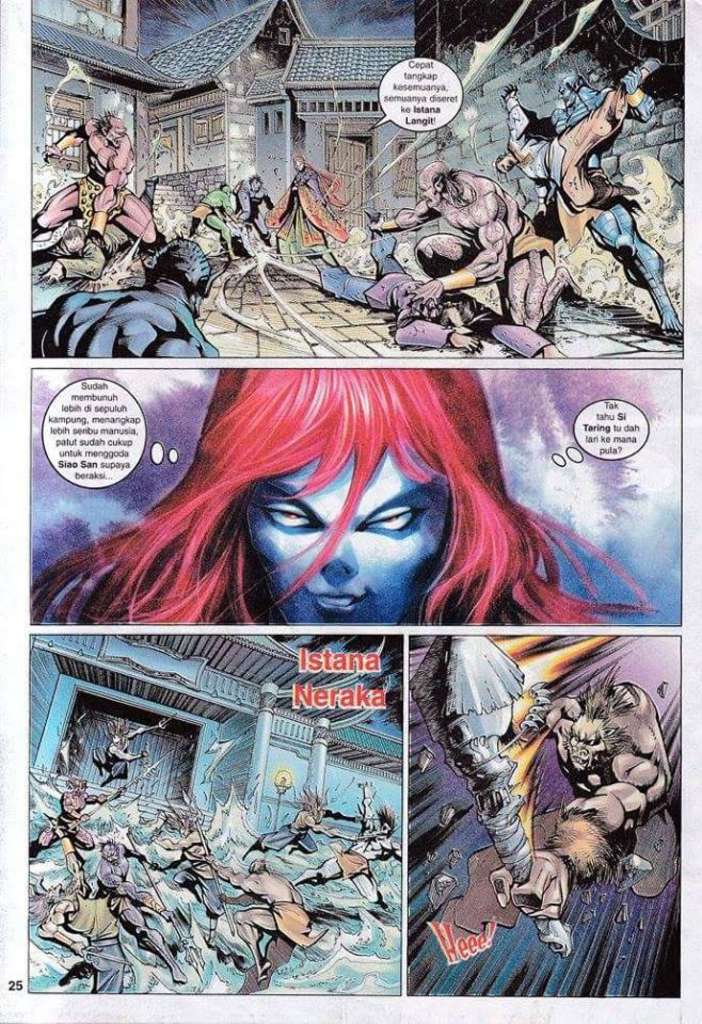 Cepat
tangkap
kesemuanya,
semuanya diseret
ke Istana
Langit!
Sudah
membunuh
lebih di sepuluh
kampung, menangkap
lebih seribu manusia,
patut sudah cukup
untuk menggoda
Siao San supaya
beraksi...
Tak
tahu Si
Taring tu dah
lari ke mana
pula?
Istana
Neraka
Heee!
25